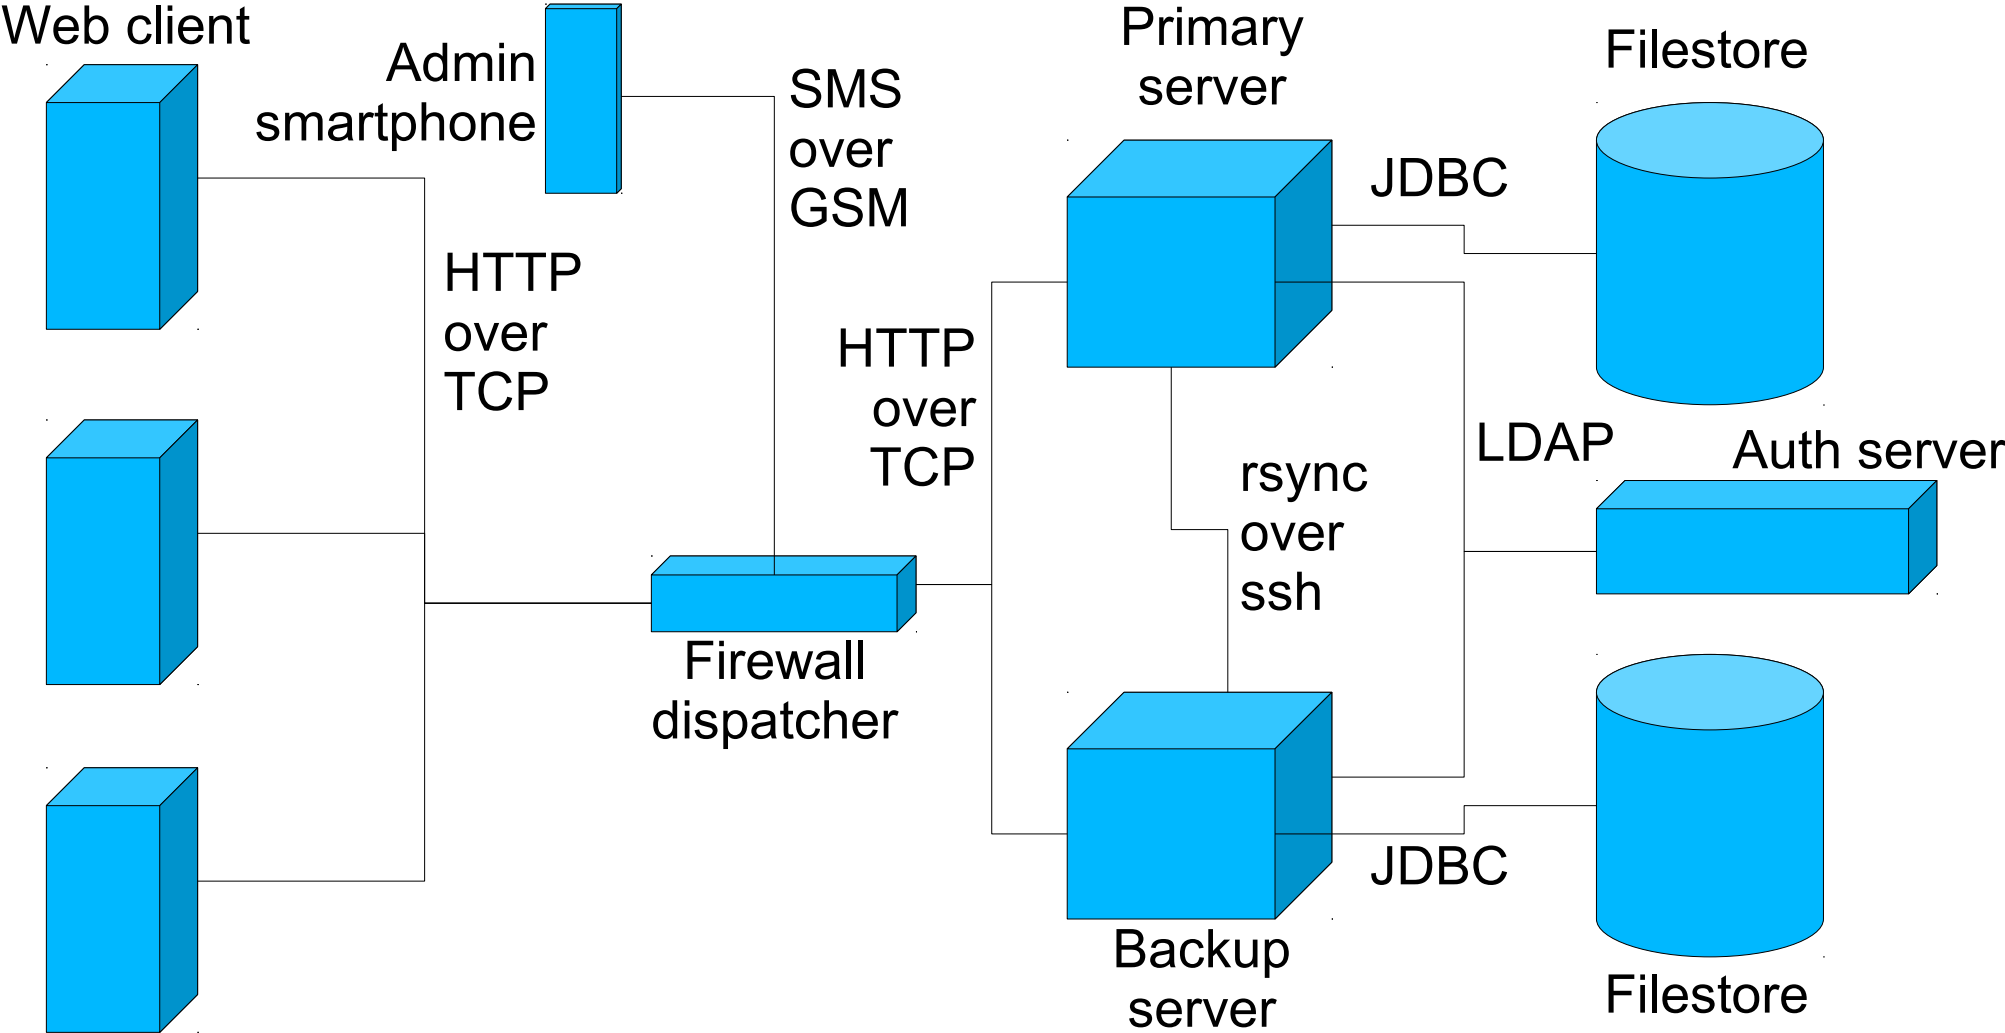 Web client
Admin
smartphone
SMS
over
GSM
HTTP
over
TCP
Firewall
dispatcher
HTTP
over
TCP
Primary
server
JDBC
Filestore
rsync
over
ssh
LDAP
Auth server
Backup
server
JDBC
Filestore